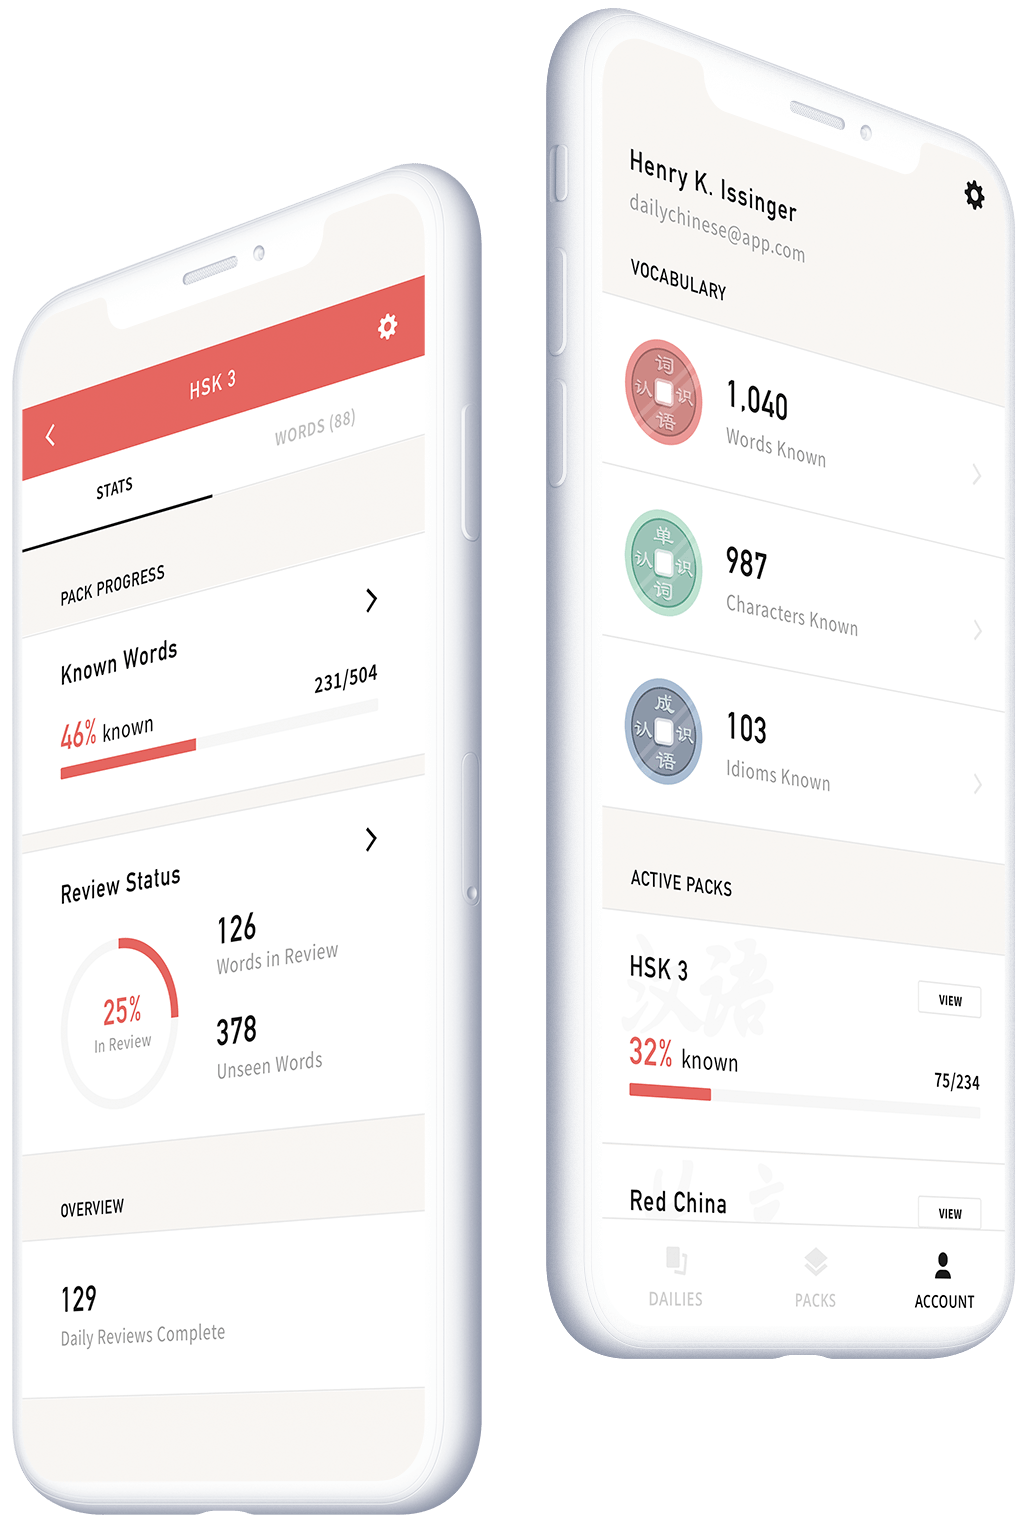 HSK 3
STATS
WORDS (88)
PACK PROGRESS
Known Words
46% known
231/504
Review Status
25%
In Review
126
Words in Review
378
Unseen Words
OVERVIEW
129
Daily Reviews Complete
Henry K. Issinger
dailychinese@app.com
VOCABULARY
词
认 识
语
1,040
Words Known
单
认 识
词
987
Characters Known
成
认 识
语
103
Idioms Known
ACTIVE PACKS
汉语
HSK 3
VIEW
32% known
75/234
Red China
VIEW
DAILIES
PACKS
ACCOUNT